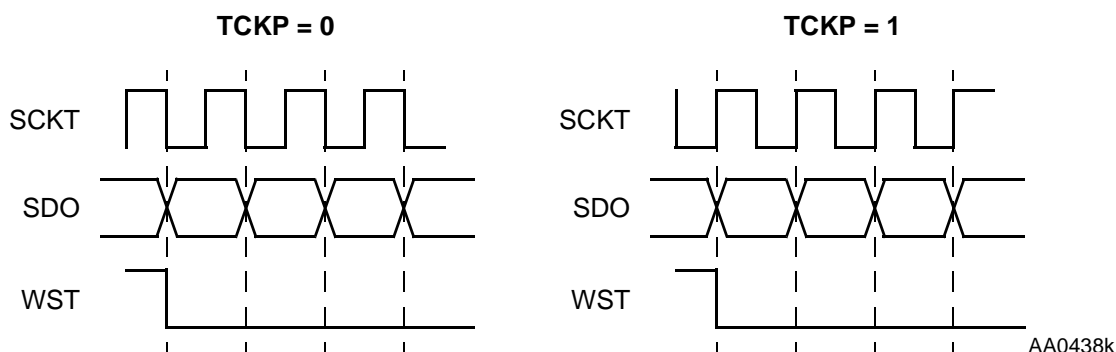 TCKP = 0
SCKT
SDO
WST
TCKP = 1
SCKT
SDO
WST
AA0438k